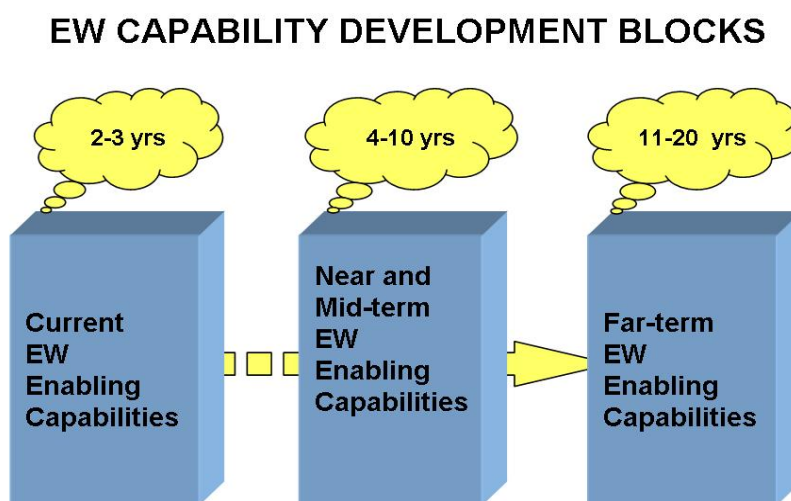 EW CAPABILITY DEVELOPMENT BLOCKS
2-3 yrs
4-10 yrs
11-20 yrs
Current
EW
Enabling
Capabilities
Near and
Mid-term
EW
Enabling
Capabilities
Far-term
EW
Enabling
Capabilities